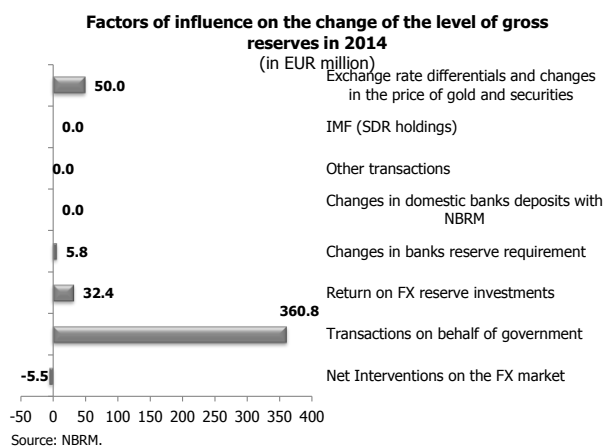 Factors of influence on the change of the level of gross
reserves in 2014
(in EUR million)
50.0
Exchange rate differentials and changes
in the price of gold and securities
0.0
IMF (SDR holdings)
0.0
Other transactions
0.0
Changes in domestic banks deposits with
NBRM
5.8
Changes in banks reserve requirement
32.4
Return on FX reserve investments
360.8
Transactions on behalf of government
-5.5
Net Interventions on the FX market
-50 0 50 100 150 200 250 300 350 400
Source: NBRM.